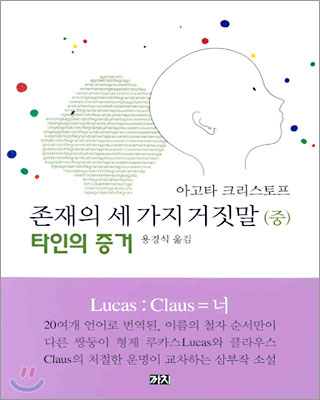 아고타 크리스토프
존재의 세 가지 거짓말 (중)
타인의 증거 용경식 옮김
Lucas : Claus = 너
20여개 언어로 번역된, 이름의 철자 순서만이
다른 쌍둥이 형제 루카스Lucas와 클라우스
Claus의 처절한 운명이 교차하는 삼부작 소설
까치
YES